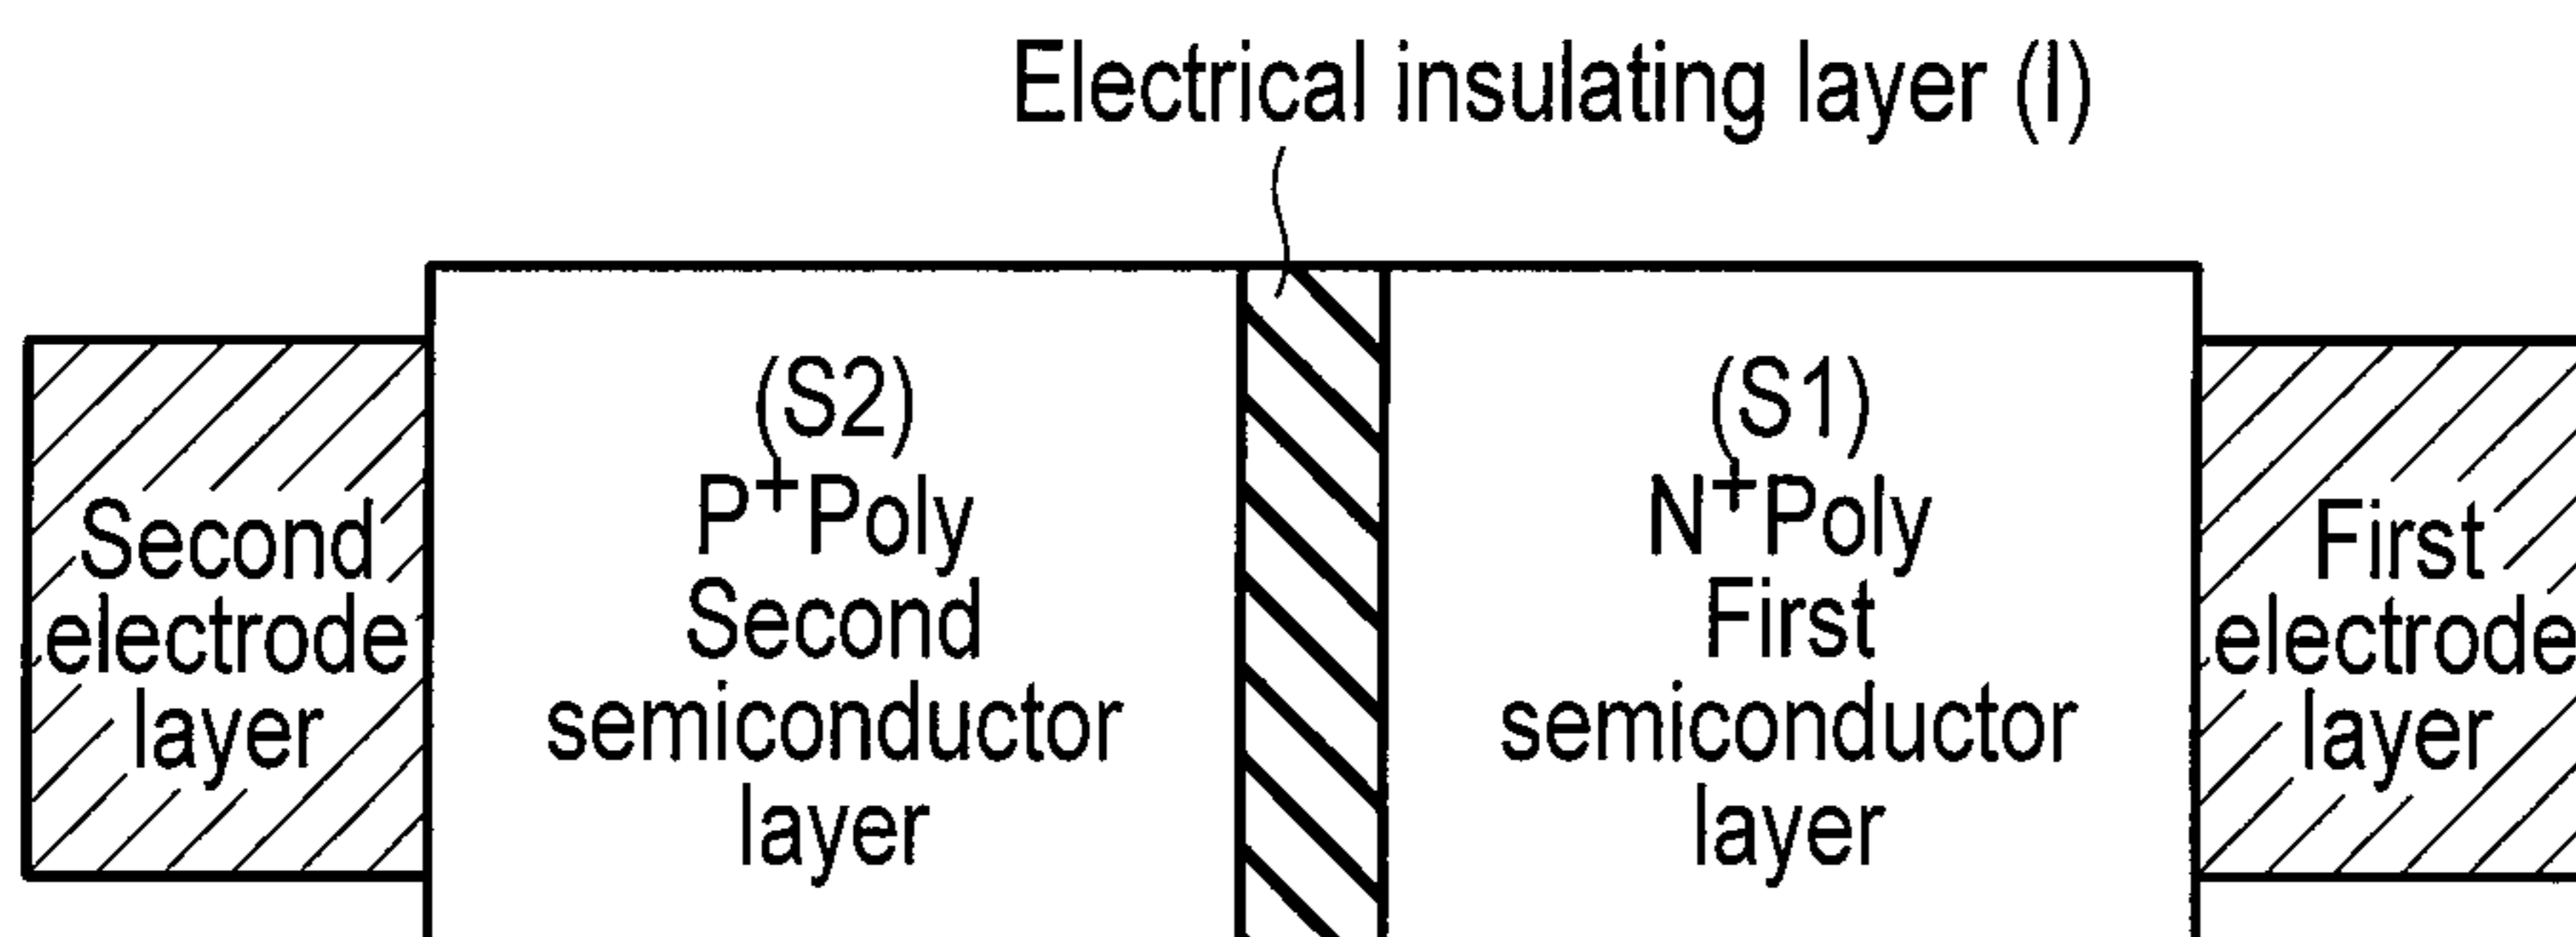 Electrical insulating layer (I)
Second
electrode
layer
(S2)
P+Poly
Second
semiconductor
layer
(S1)
N+Poly
First
semiconductor
layer
First
electrode
layer